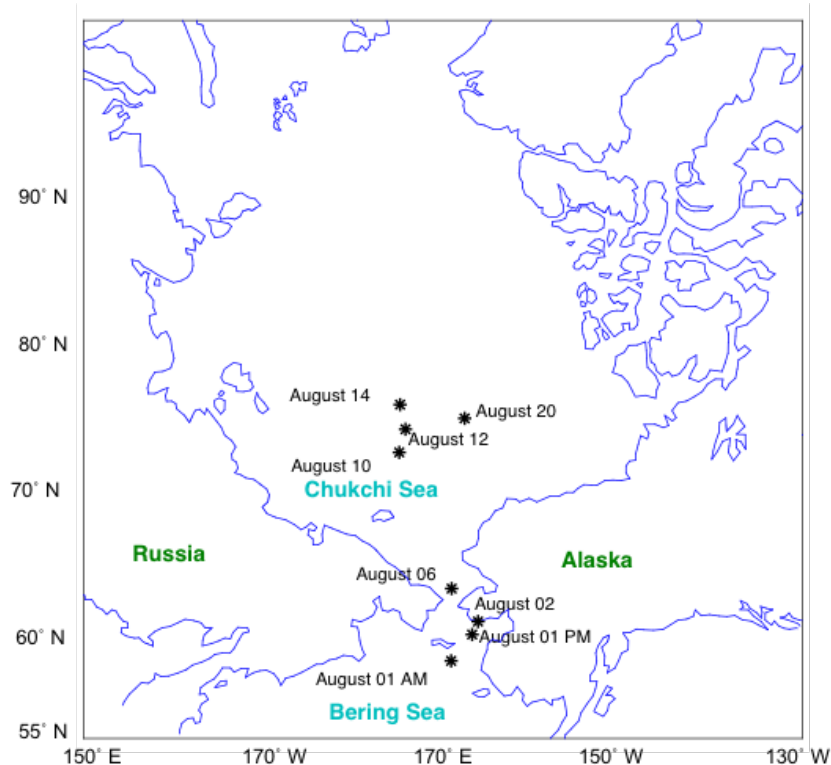 90° N
80° N
August 14
August 20
August 12
August 10
70° N
Chukchi Sea
Russia
Alaska
August 06
August 02
60° N
August 01 PM
August 01 AM
Bering Sea
55° N
150° E
170° W
170° E
150° W
130° W